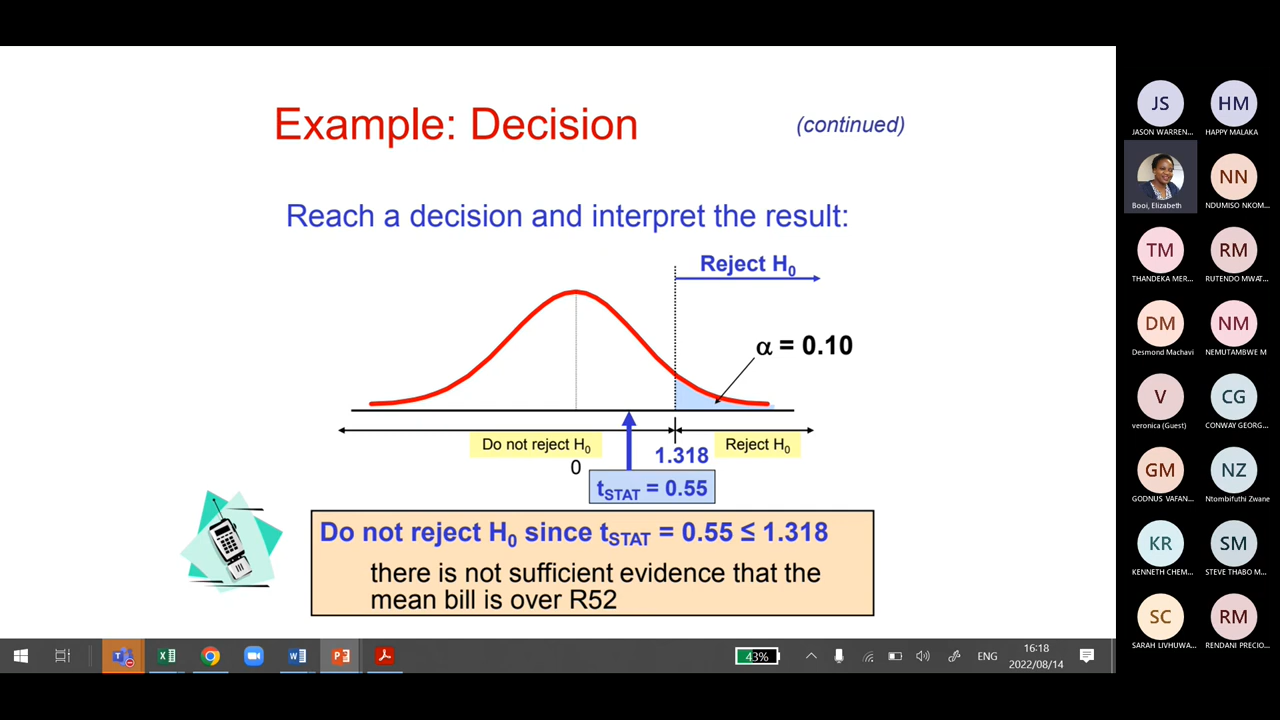 Example: Decision
(continued)
Reach a decision and interpret the result:
Reject H0
α = 0.10
Do not reject H0
1.318
Reject H0
0
tSTAT = 0.55
Do not reject H0 since tSTAT = 0.55 ≤ 1.318
there is not sufficient evidence that the
mean bill is over R52
JS
HM
JASON WARREN...
HAPPY MALAKA
NN
Booi, Elizabeth
NDUMISO NKOM...
TM
RM
THANDEKA MER...
RUTENDO MWAT...
DM
NM
Desmond Machavi
NEMUTAMBWE M
V
CG
veronica (Guest)
CONWAY GEORG...
GM
NZ
GODNUS VAFAN...
Ntombifuthi Zwane
KR
SM
KENNETH CHEM...
STEVE THABO M...
SC
RM
SARAH LIVHUWA...
RENDANI PRECIO...
43%
ENG
16:18
2022/08/14